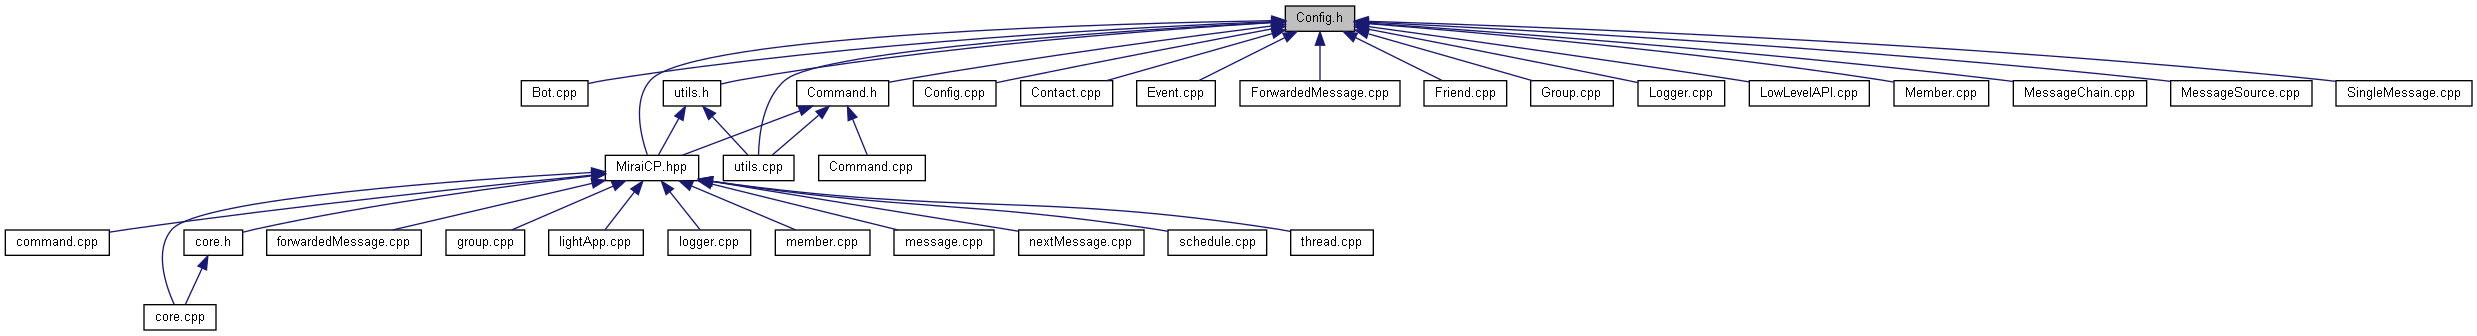 Config.h
Bot.cpp
utils.h
Command.h
Config.cpp
Contact.cpp
Event.cpp
ForwardedMessage.cpp
Friend.cpp
Group.cpp
Logger.cpp
LowLevelAPI.cpp
Member.cpp
MessageChain.cpp
MessageSource.cpp
SingleMessage.cpp
MiraiCP.hpp
utils.cpp
Command.cpp
command.cpp
core.h
forwardedMessage.cpp
group.cpp
lightApp.cpp
logger.cpp
member.cpp
message.cpp
nextMessage.cpp
schedule.cpp
thread.cpp
core.cpp